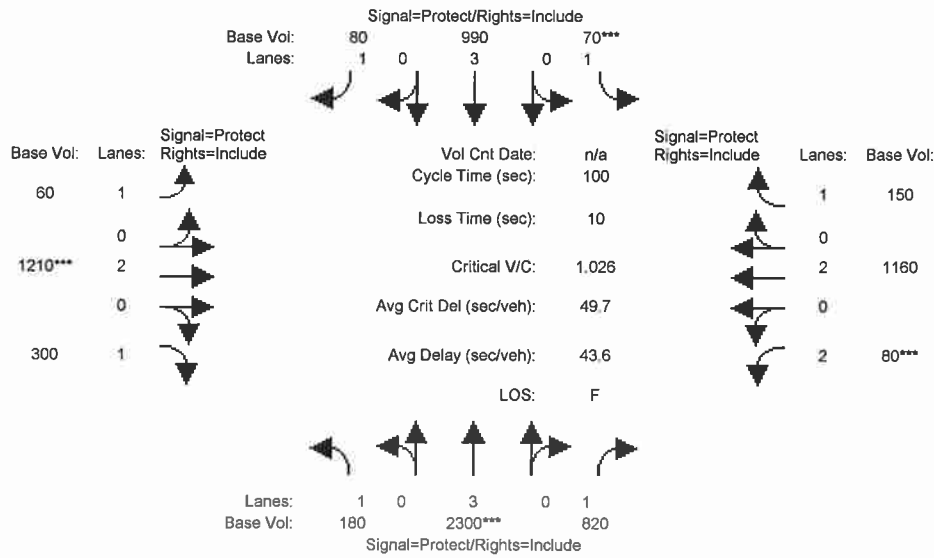 Signal=Protect/Rights=Include
Base Vol: 80 990 70***
Lanes: 1 0 3 0 1
Signal=Protect
Base Vol: Lanes: Rights=Include
Vol Cnt Date: n/a
Signal=Protect
Rights=Include Lanes: Base Vol:
Cycle Time (sec): 100
60 1
1 150
Loss Time (sec): 10
0
0
1210*** 2
Critical V/C: 1.026
2 1160
0
Avg Crit Del (sec/veh): 49.7
0
300 1
Avg Delay (sec/veh): 43.6
2 80***
LOS: F
Lanes: 1 0 3 0 1
Base Vol: 180 2300*** 820
Signal=Protect/Rights=Include